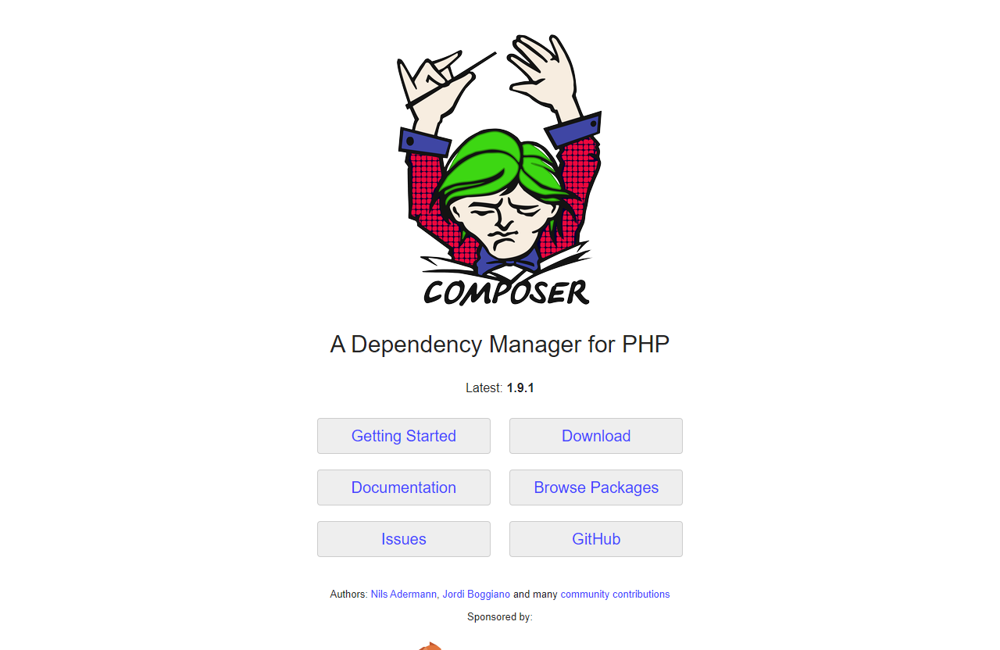 COMPOSER
A Dependency Manager for PHP
Latest: 1.9.1
Getting Started
Download
Documentation
Browse Packages
Issues
GitHub
Authors: Nils Adermann, Jordi Boggiano and many community contributions
Sponsored by: